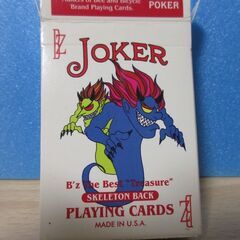 Makers of Bee and Bicycle
Brand Playing Cards.
POKER
B'z
JOKER
B'z The Best "Treasure"
SKELETON BACK
PLAYING CARDS
MADE IN U.S.A.
B'z